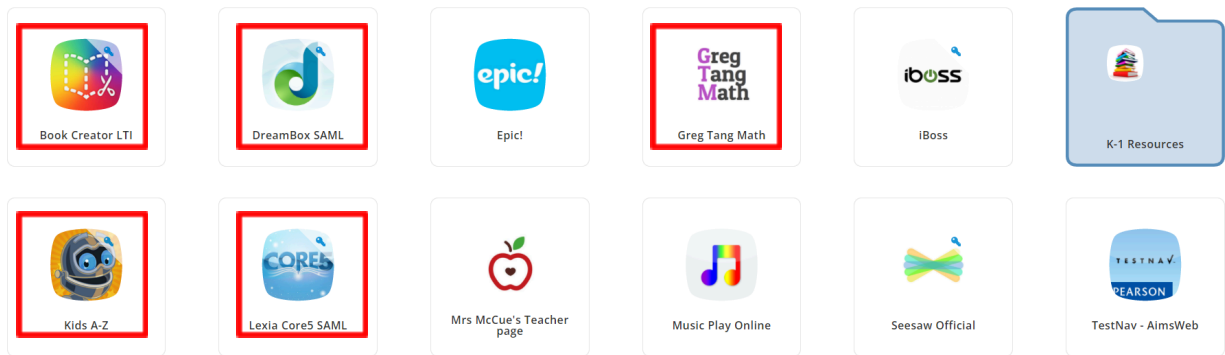 epic!
Greg
Tang
Math
iboss
Book Creator LTI
DreamBox SAML
Epic!
Greg Tang Math
iBoss
K-1 Resources
CORE5
TESTNAV.
PEARSON
Kids A-Z
Lexia Core5 SAML
Mrs McCue's Teacher
page
Music Play Online
Seesaw Official
TestNav - AimsWeb